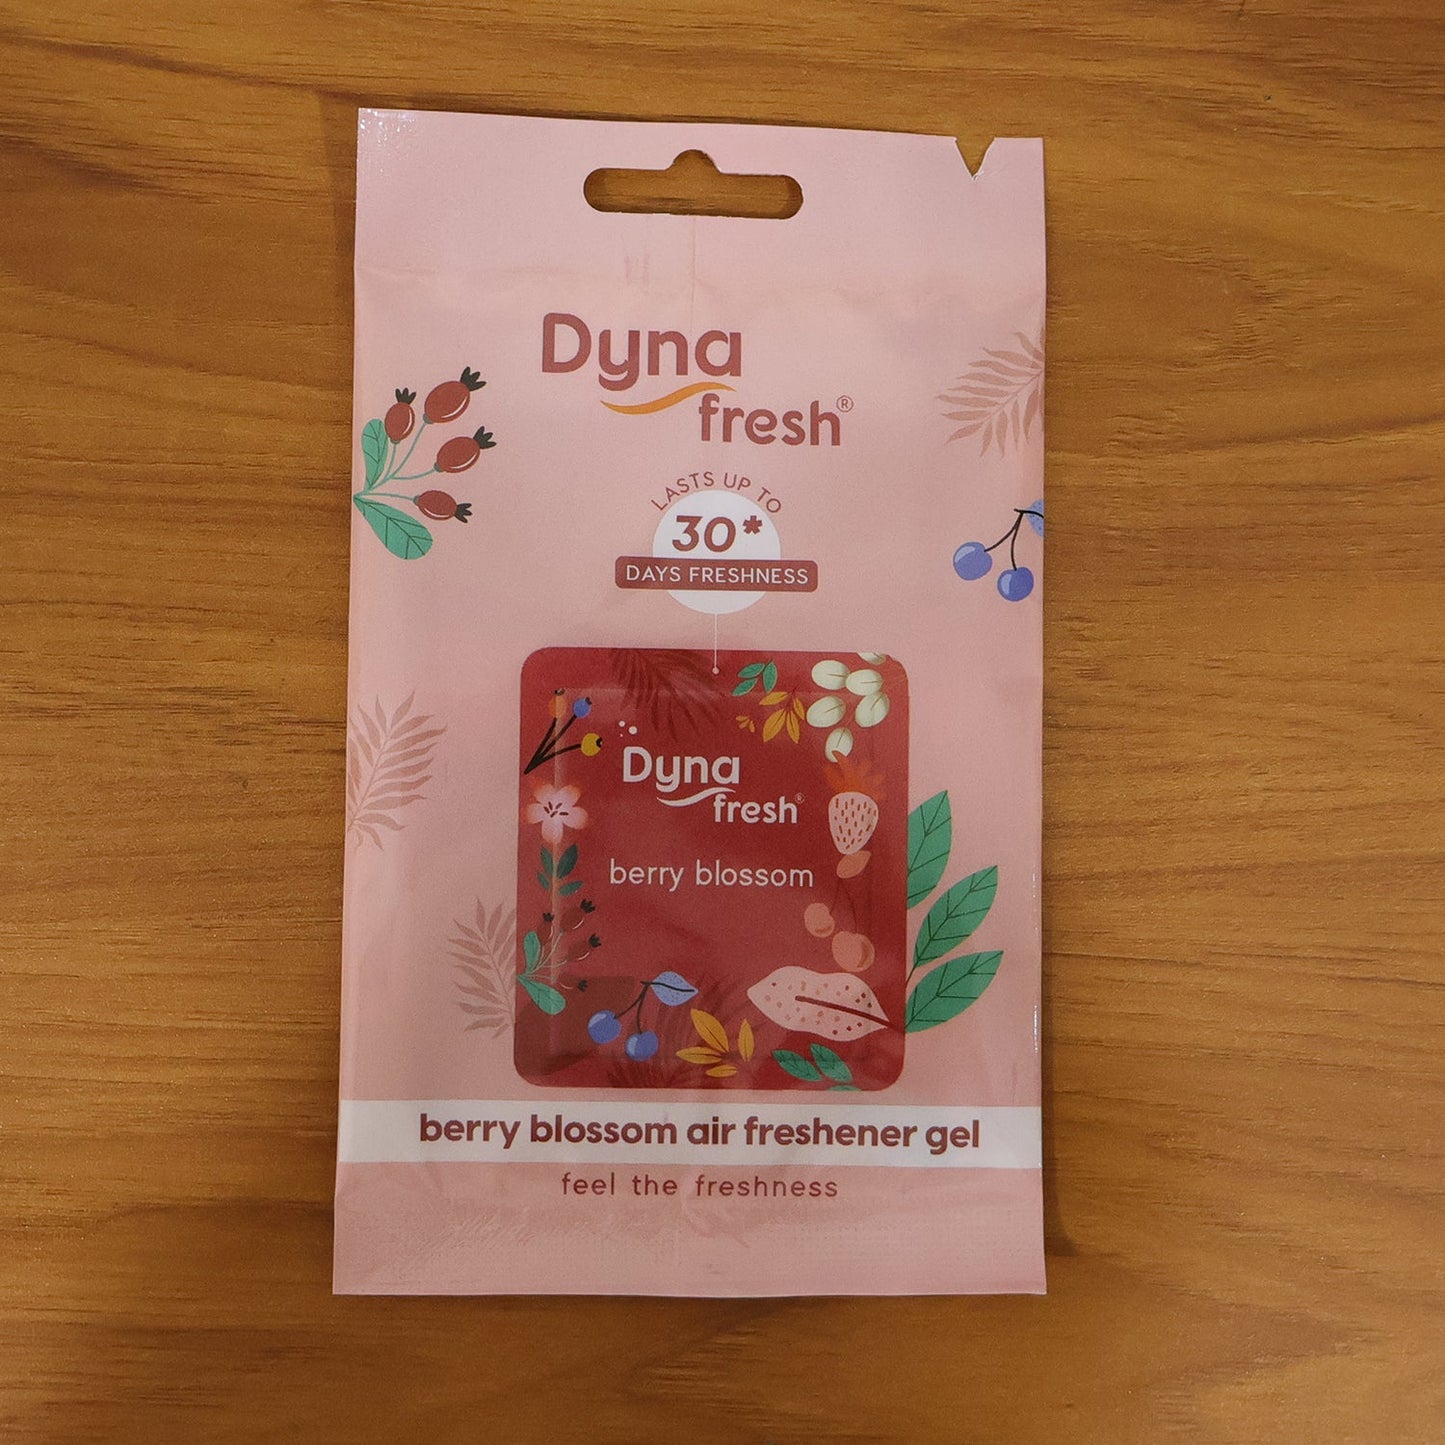 Dyna
fresh®
LASTS UP TO
30*
DAYS FRESHNESS
Dyna
fresh®
berry blossom
berry blossom air freshener gel
feel the freshness